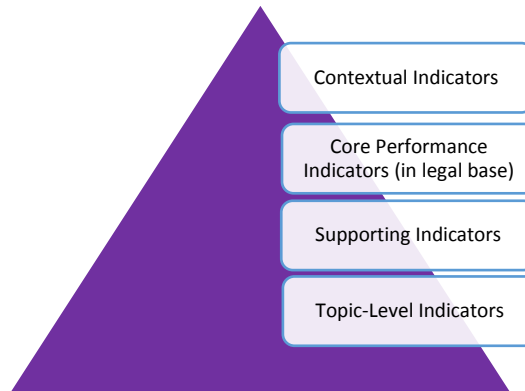 Contextual Indicators
Core Performance
Indicators (in legal base)
Supporting Indicators
Topic-Level Indicators